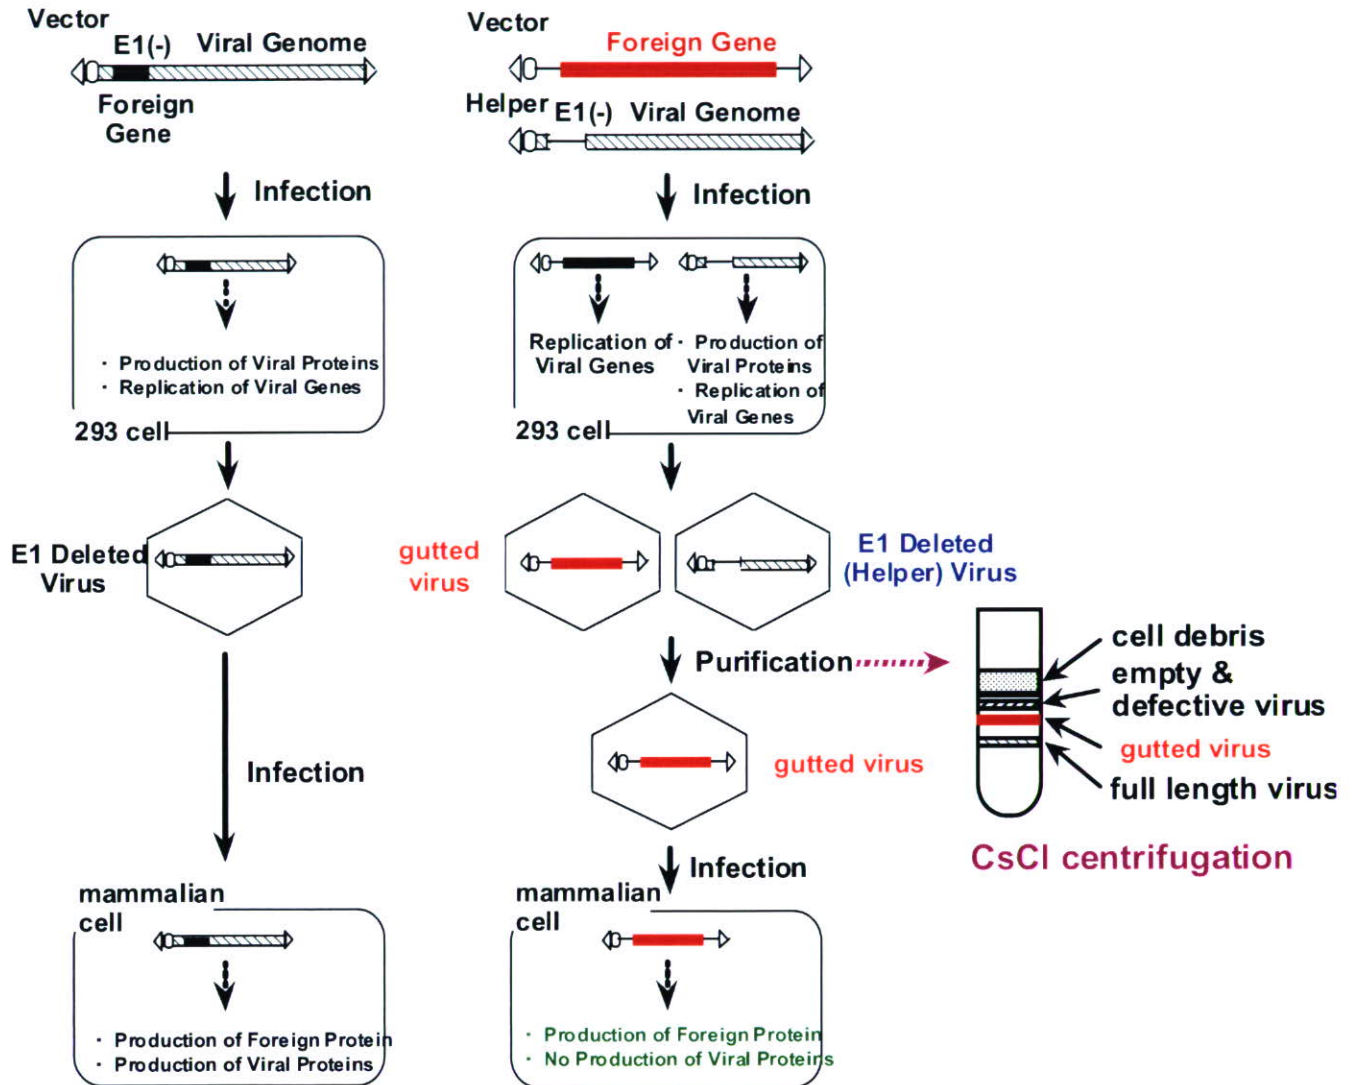 Vector
E1(-) Viral Genome
Foreign
Gene
Infection
· Production of Viral Proteins
· Replication of Viral Genes
293 cell
E1 Deleted
Virus
Infection
mammalian
cell
· Production of Foreign Protein
· Production of Viral Proteins
Vector
Foreign Gene
Helper E1(-) Viral Genome
Infection
Replication of
Viral Genes
· Production of
Viral Proteins
· Replication of
Viral Genes
293 cell
gutted
virus
E1 Deleted
(Helper) Virus
Purification
gutted virus
Infection
mammalian
cell
· Production of Foreign Protein
· No Production of Viral Proteins
cell debris
empty &
defective virus
gutted virus
full length virus
CsCl centrifugation